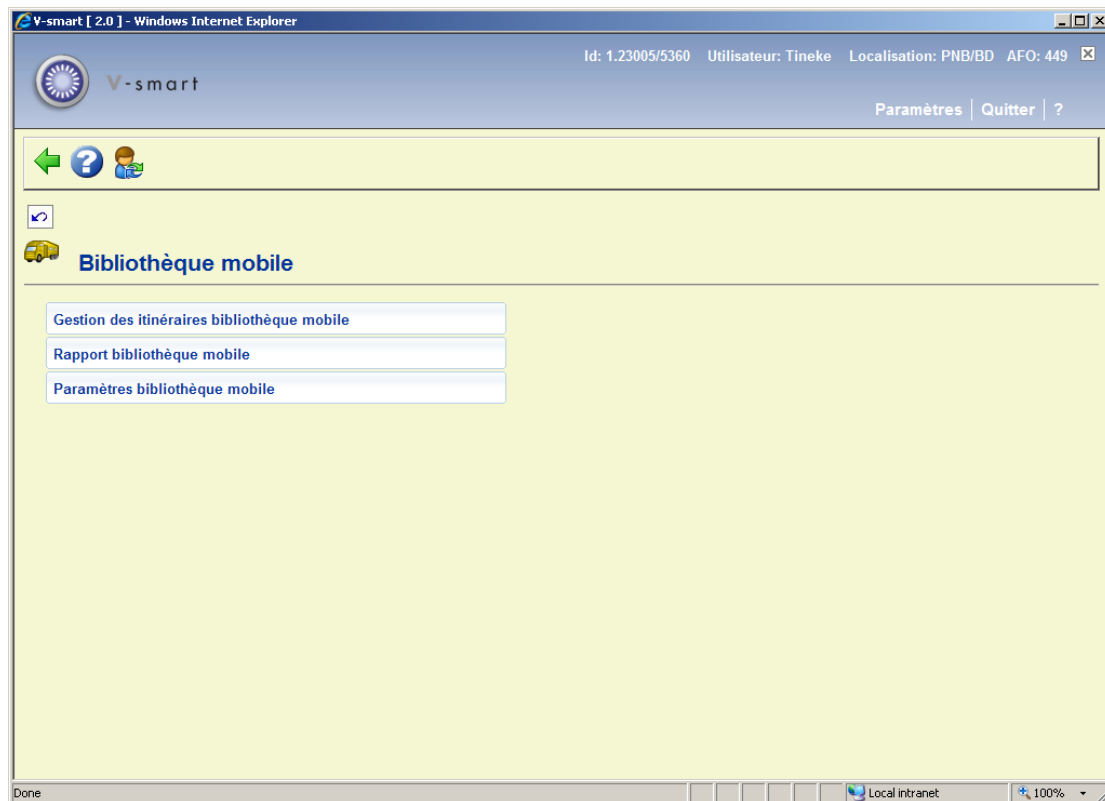 V-smart [ 2.0 ] - Windows Internet Explorer
Id: 1.23005/5360 Utilisateur: Tineke Localisation: PNB/BD AFO: 449
V-smart
Paramètres | Quitter | ?
Bibliothèque mobile
Gestion des itinéraires bibliothèque mobile
Rapport bibliothèque mobile
Paramètres bibliothèque mobile
Done Local intranet 100%